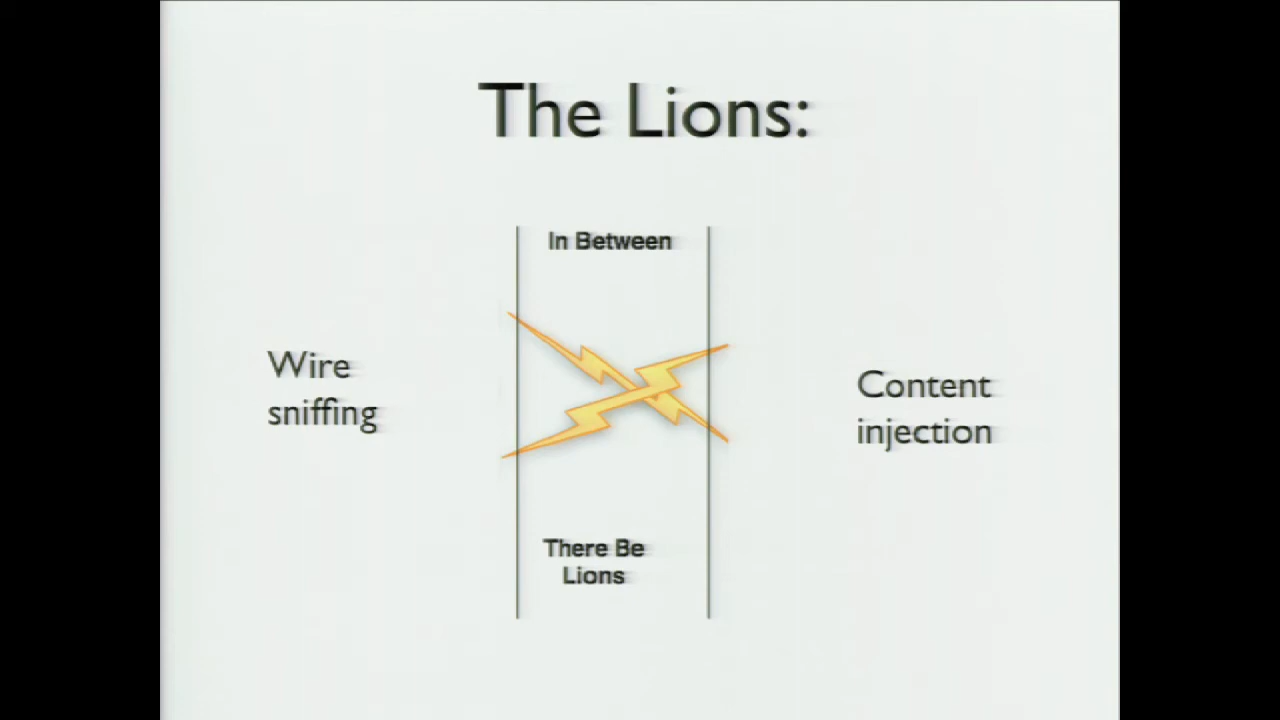 The Lions:
In Between
Wire
sniffing
Content
injection
There Be
Lions